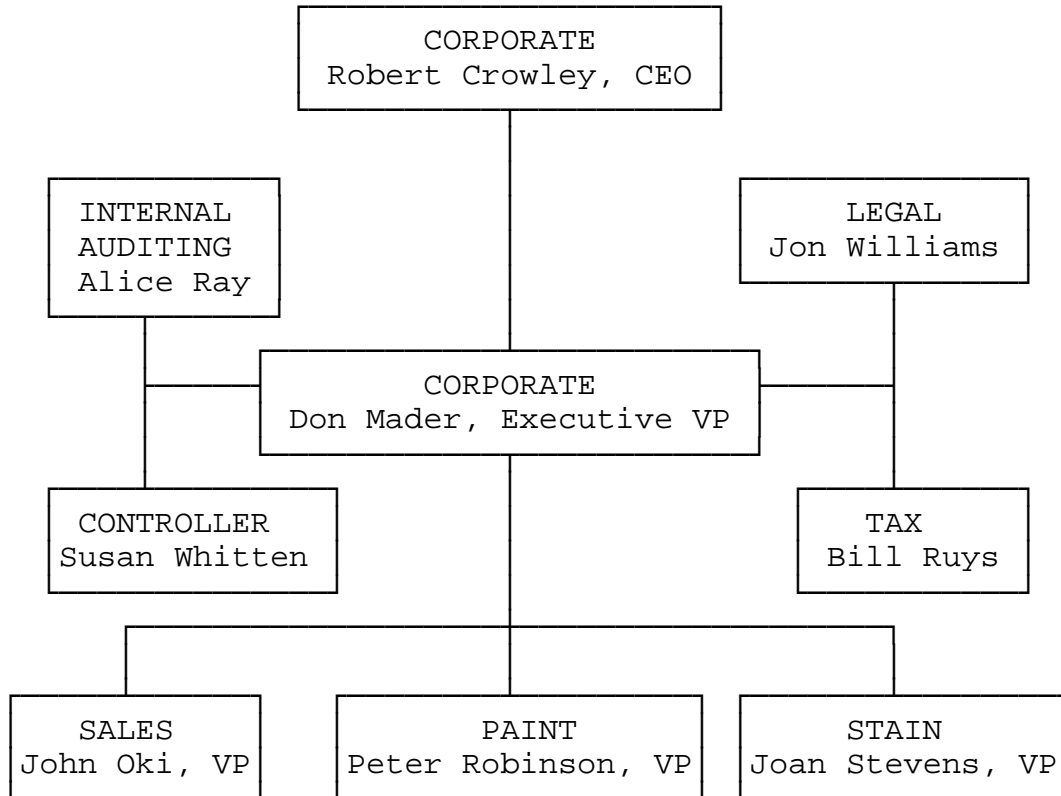 CORPORATE
Robert Crowley, CEO
INTERNAL
AUDITING
Alice Ray
LEGAL
Jon Williams
CORPORATE
Don Mader, Executive VP
CONTROLLER
Susan Whitten
TAX
Bill Ruys
SALES
John Oki, VP
PAINT
Peter Robinson, VP
STAIN
Joan Stevens, VP